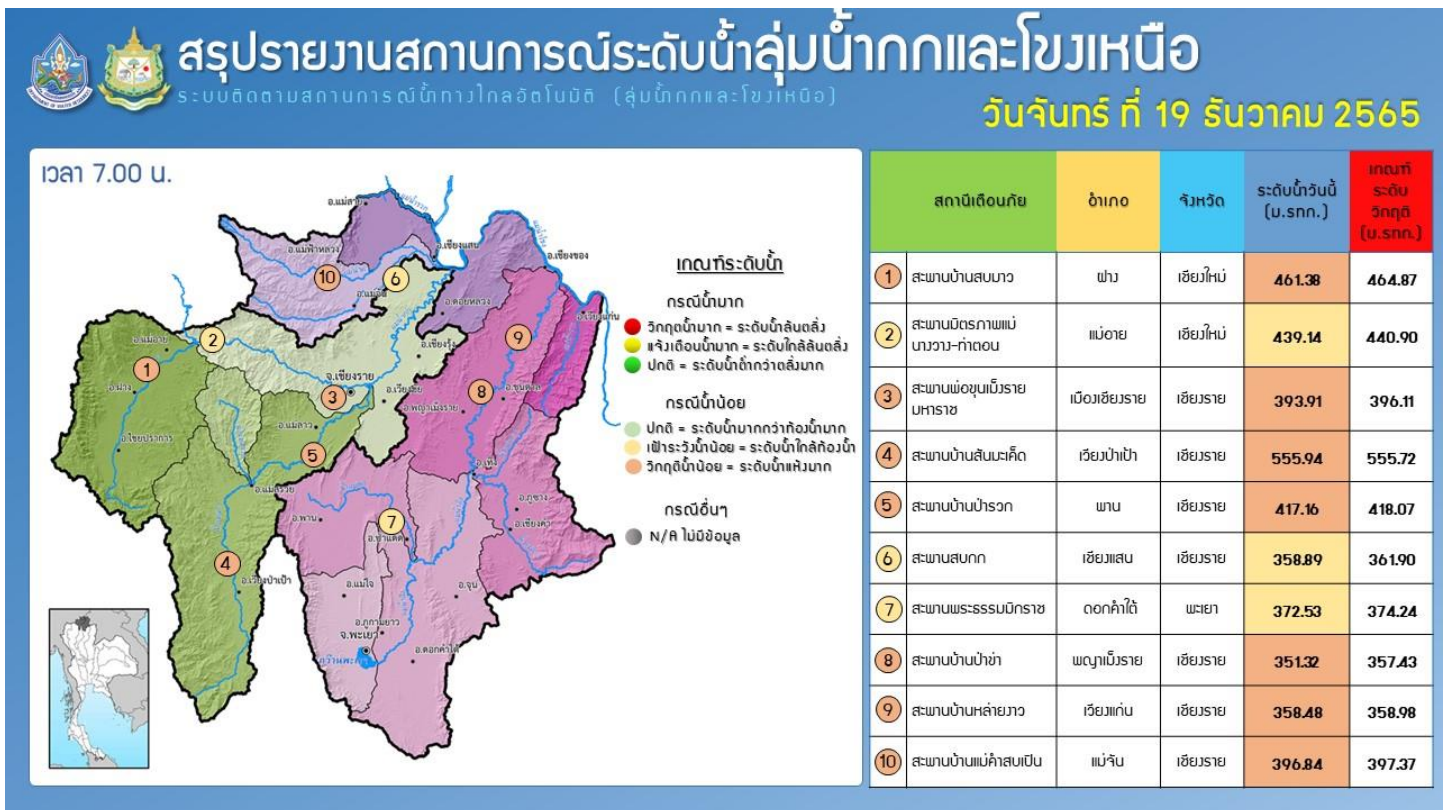 สรุปรายงานสถานการณ์ระดับน้ำลุ่มน้ำกกและโขงเหนือ
ระบบติดตามสถานการณ์น้ำทางไกลอัตโนมัติ (ลุ่มน้ำกกและโขงเหนือ)
วันจันทร์ ที่ 19 ธันวาคม 2565
เวลา 7.00 น.
อ.แม่สาย
อ.แม่ฟ้าหลวง
อ.เชียงแสน
อ.เชียงของ
10
6
อ.แม่จัน
อ.ดอยหลวง
อ.เวียงแก่น
อ.แม่อาย
2
9
อ.เชียงรุ้ง
1
จ.เชียงราย
อ.ฝาง
3
อ.เวียงชัย
8
อ.ขุนตาล
อ.พญาเม็งราย
อ.แม่ลาว
อ.ไชยปราการ
5
อ.เทิง
อ.แม่สรวย
อ.ภูซาง
อ.พาน
7
อ.เชียงคำ
อ.ป่าแดด
4
อ.เวียงป่าเป้า
อ.แม่ใจ
อ.จุน
อ.ภูกามยาว
จ.พะเยา
อ.ดอกคำใต้
กว๊านพะเยา
เกณฑ์ระดับน้ำ
กรณีน้ำมาก
วิกฤตน้ำมาก = ระดับน้ำล้นตลิ่ง
แจ้งเตือนน้ำมาก = ระดับใกล้ล้นตลิ่ง
ปกติ = ระดับน้ำต่ำกว่าตลิ่งมาก
กรณีน้ำน้อย
ปกติ = ระดับน้ำมากกว่าท้องน้ำมาก
เฝ้าระวังน้ำน้อย = ระดับน้ำใกล้ท้องน้ำ
วิกฤติน้ำน้อย = ระดับน้ำแห้งมาก
กรณีอื่นๆ
N/A ไม่มีข้อมูล
สถานีเตือนภัย อำเภอ จังหวัด ระดับน้ำวันนี้ (ม.รทก.) เกณฑ์ระดับวิกฤติ (ม.รทก.)
1 สะพานบ้านสบมาว ฝาง เชียงใหม่ 461.38 464.87
2 สะพานมิตรภาพแม่นางวาง-ท่าตอน แม่อาย เชียงใหม่ 439.14 440.90
3 สะพานพ่อขุนเม็งรายมหาราช เมืองเชียงราย เชียงราย 393.91 396.11
4 สะพานบ้านสันมะเค็ด เวียงป่าเป้า เชียงราย 555.94 555.72
5 สะพานบ้านป่ารวก พาน เชียงราย 417.16 418.07
6 สะพานสบกก เชียงแสน เชียงราย 358.89 361.90
7 สะพานพระธรรมมิกราช ดอกคำใต้ พะเยา 372.53 374.24
8 สะพานบ้านป่าข่า พญาเม็งราย เชียงราย 351.32 357.43
9 สะพานบ้านหล่ายงาว เวียงแก่น เชียงราย 358.48 358.98
10 สะพานบ้านแม่คำสบเปิน แม่จัน เชียงราย 396.84 397.37